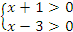 x + 1 > 0
x − 3 > 0